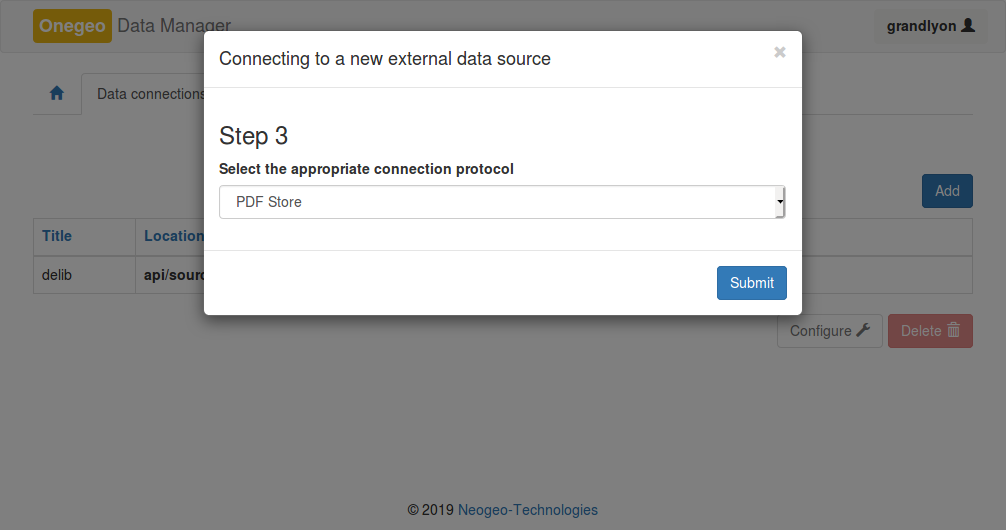 Onegeo Data Manager
grandlyon
Connecting to a new external data source
×
Data connections
Step 3
Select the appropriate connection protocol
PDF Store
Add
Title Location
delib api/sourc
Submit
Configure Delete
© 2019 Neogeo-Technologies